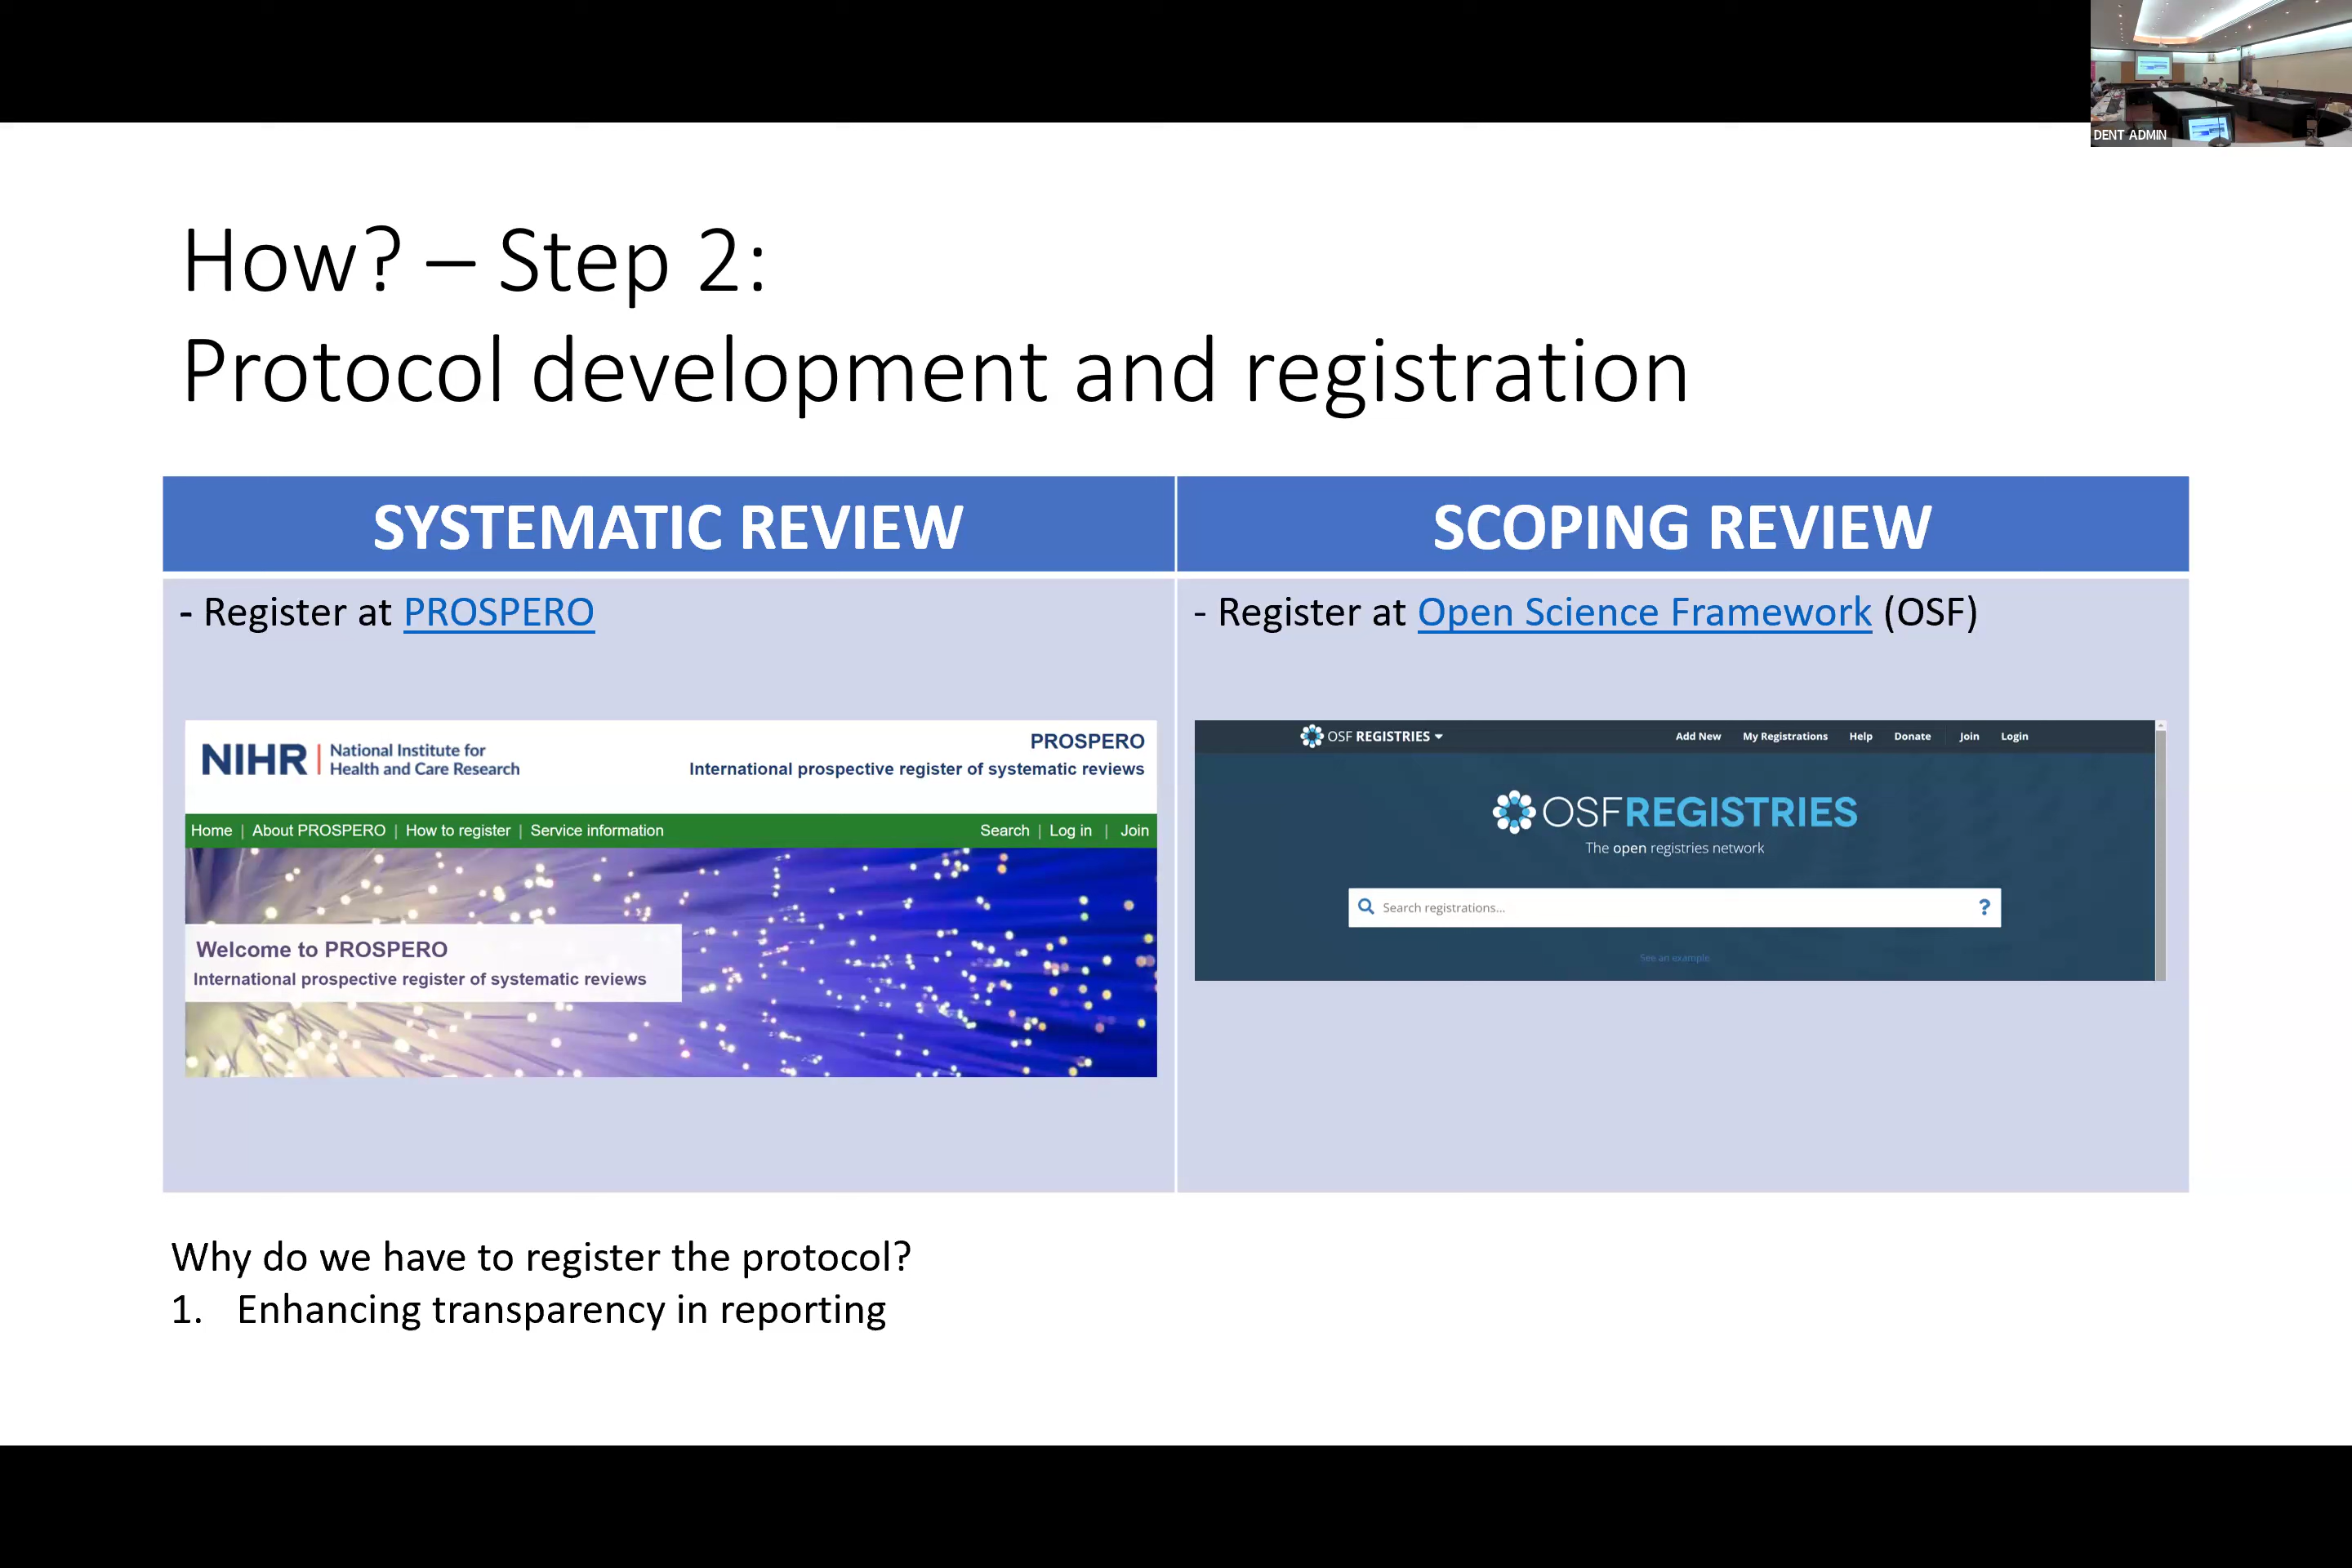 DENT ADMIN
How? – Step 2:
Protocol development and registration
SYSTEMATIC REVIEW
SCOPING REVIEW
- Register at PROSPERO
- Register at Open Science Framework (OSF)
NIHR | National Institute for
Health and Care Research
PROSPERO
International prospective register of systematic reviews
Home | About PROSPERO | How to register | Service information
Search | Log in | Join
Welcome to PROSPERO
International prospective register of systematic reviews
OSF REGISTRIES
Add New My Registrations Help Donate Join Login
OSFREGISTRIES
The open registries network
Search registrations...
?
See an example
Why do we have to register the protocol?
1. Enhancing transparency in reporting